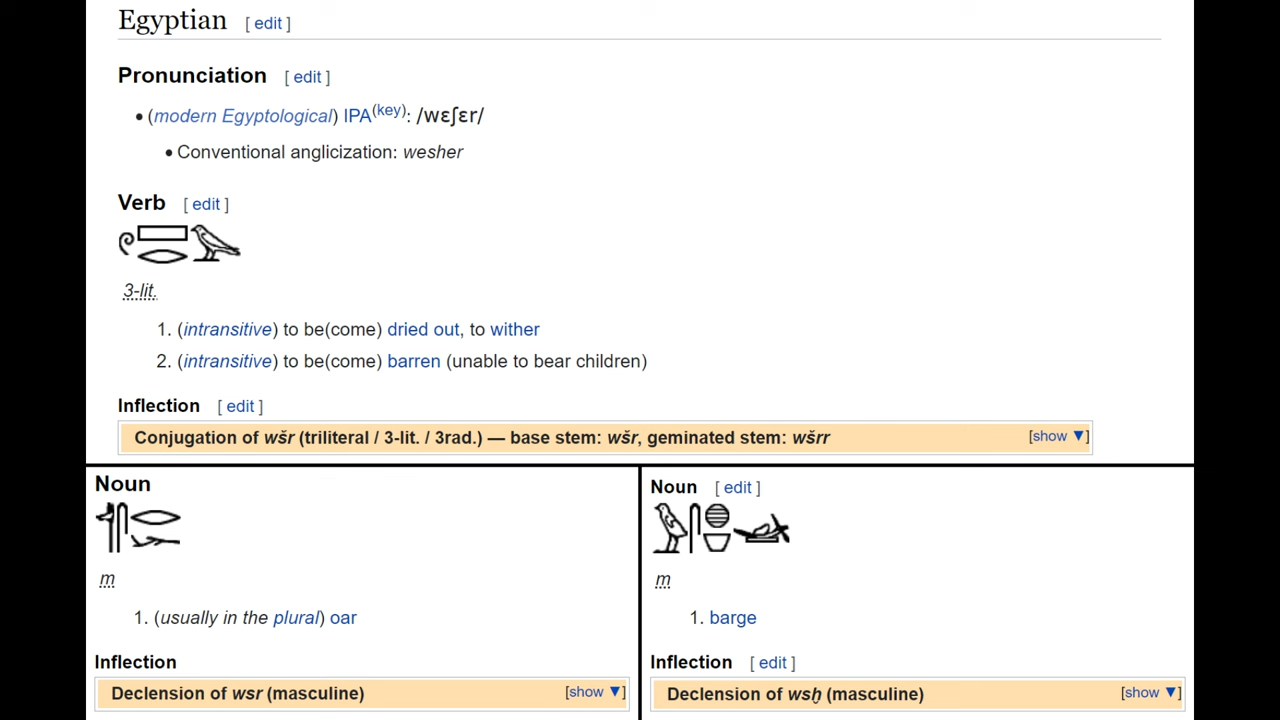 Egyptian [ edit ]
Pronunciation [ edit ]
• (modern Egyptological) IPA(key): /wɛʃɛr/
• Conventional anglicization: wesher
Verb [ edit ]
𓏲𓈙𓂋𓅪
3-lit.
1. (intransitive) to be(come) dried out, to wither
2. (intransitive) to be(come) barren (unable to bear children)
Inflection [ edit ]
Conjugation of wšr (triliteral / 3-lit. / 3rad.) — base stem: wšr, geminated stem: wšrr [show ▼]
Noun
𓄊𓋴𓂋𓆱
m
1. (usually in the plural) oar
Inflection
Declension of wsr (masculine) [show ▼]
Noun [ edit ]
𓅱𓋴𓐍𓎺
m
1. barge
Inflection [ edit ]
Declension of wsḫ (masculine) [show ▼]